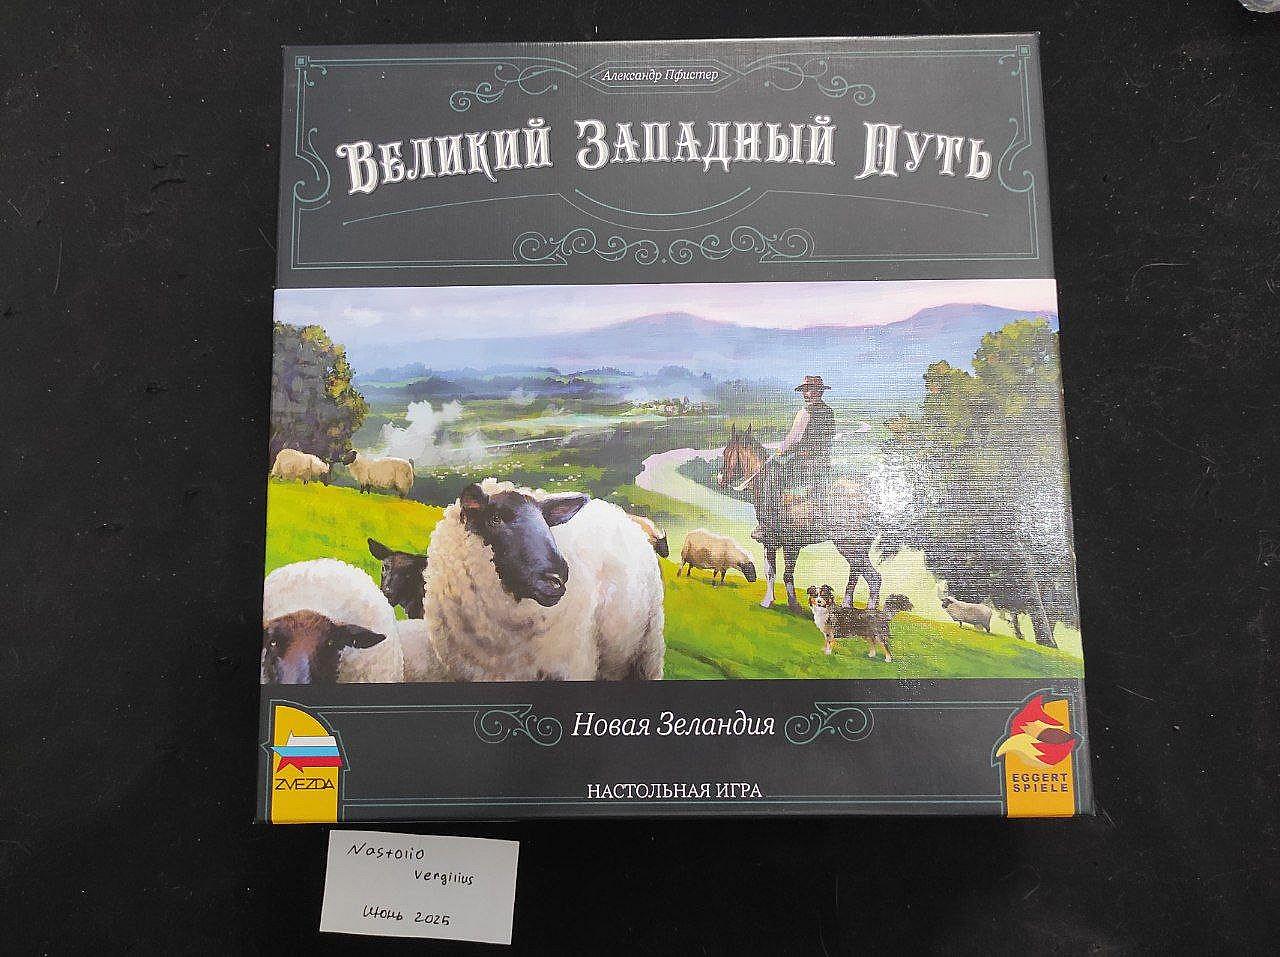 Александр Пфистер
Великий Западный Путь
Новая Зеландия
НАСТОЛЬНАЯ ИГРА
ZVEZDA
EGGERT
SPIELE
Nastolio
Vergilius
Июнь 2025